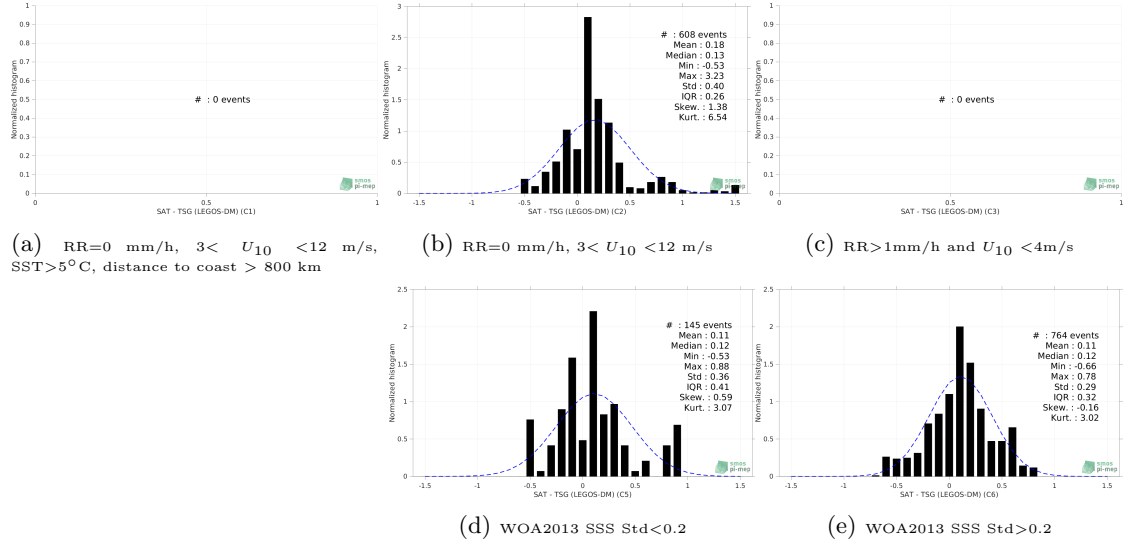 1
0.9
0.8
0.7
0.6
0.5
0.4
0.3
0.2
0.1
0
Normalized histogram
# : 0 events
0
0.5
1
SAT - TSG (LEGOS-DM) (C1)
smos
pi-mep
(a) RR=0 mm/h, 3< U10 <12 m/s,
SST>5°C, distance to coast > 800 km
3
2.5
2
1.5
1
0.5
0
Normalized histogram
# : 608 events
Mean : 0.18
Median : 0.13
Min : -0.53
Max : 3.23
Std : 0.40
IQR : 0.26
Skew. : 1.38
Kurt. : 6.54
-1.5
-1
-0.5
0
0.5
1
1.5
SAT - TSG (LEGOS-DM) (C2)
smos
pi-mep
(b) RR=0 mm/h, 3< U10 <12 m/s
1
0.9
0.8
0.7
0.6
0.5
0.4
0.3
0.2
0.1
0
Normalized histogram
# : 0 events
0
0.5
1
SAT - TSG (LEGOS-DM) (C3)
smos
pi-mep
(c) RR>1mm/h and U10 <4m/s
2.5
2
1.5
1
0.5
0
Normalized histogram
# : 145 events
Mean : 0.11
Median : 0.12
Min : -0.53
Max : 0.88
Std : 0.36
IQR : 0.41
Skew. : 0.59
Kurt. : 3.07
-1.5
-1
-0.5
0
0.5
1
1.5
SAT - TSG (LEGOS-DM) (C5)
smos
pi-mep
(d) WOA2013 SSS Std<0.2
2.5
2
1.5
1
0.5
0
Normalized histogram
# : 764 events
Mean : 0.11
Median : 0.12
Min : -0.66
Max : 0.78
Std : 0.29
IQR : 0.32
Skew. : -0.16
Kurt. : 3.02
-1.5
-1
-0.5
0
0.5
1
1.5
SAT - TSG (LEGOS-DM) (C6)
smos
pi-mep
(e) WOA2013 SSS Std>0.2